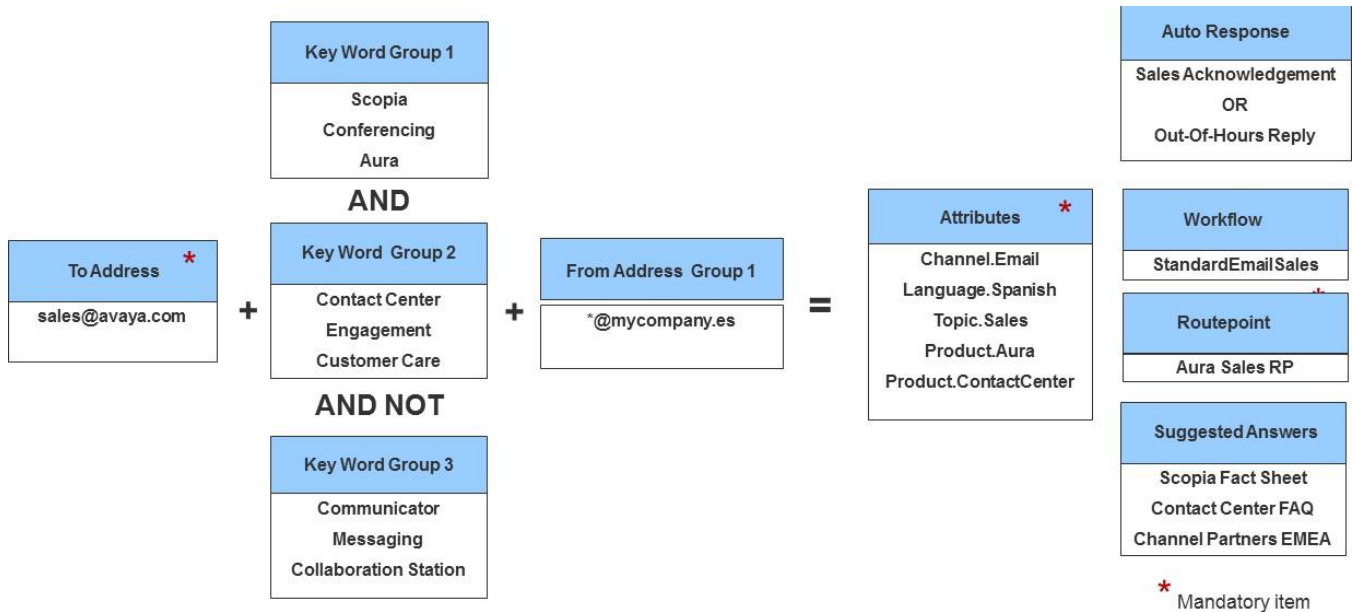 To Address *
sales@avaya.com
+
Key Word Group 1
Scopia
Conferencing
Aura
AND
Key Word Group 2
Contact Center
Engagement
Customer Care
AND NOT
Key Word Group 3
Communicator
Messaging
Collaboration Station
+
From Address Group 1
*@mycompany.es
=
Attributes *
Channel.Email
Language.Spanish
Topic.Sales
Product.Aura
Product.ContactCenter
Auto Response
Sales Acknowledgement
OR
Out-Of-Hours Reply
Workflow
StandardEmailSales
*
Routepoint
Aura Sales RP
Suggested Answers
Scopia Fact Sheet
Contact Center FAQ
Channel Partners EMEA
* Mandatory item